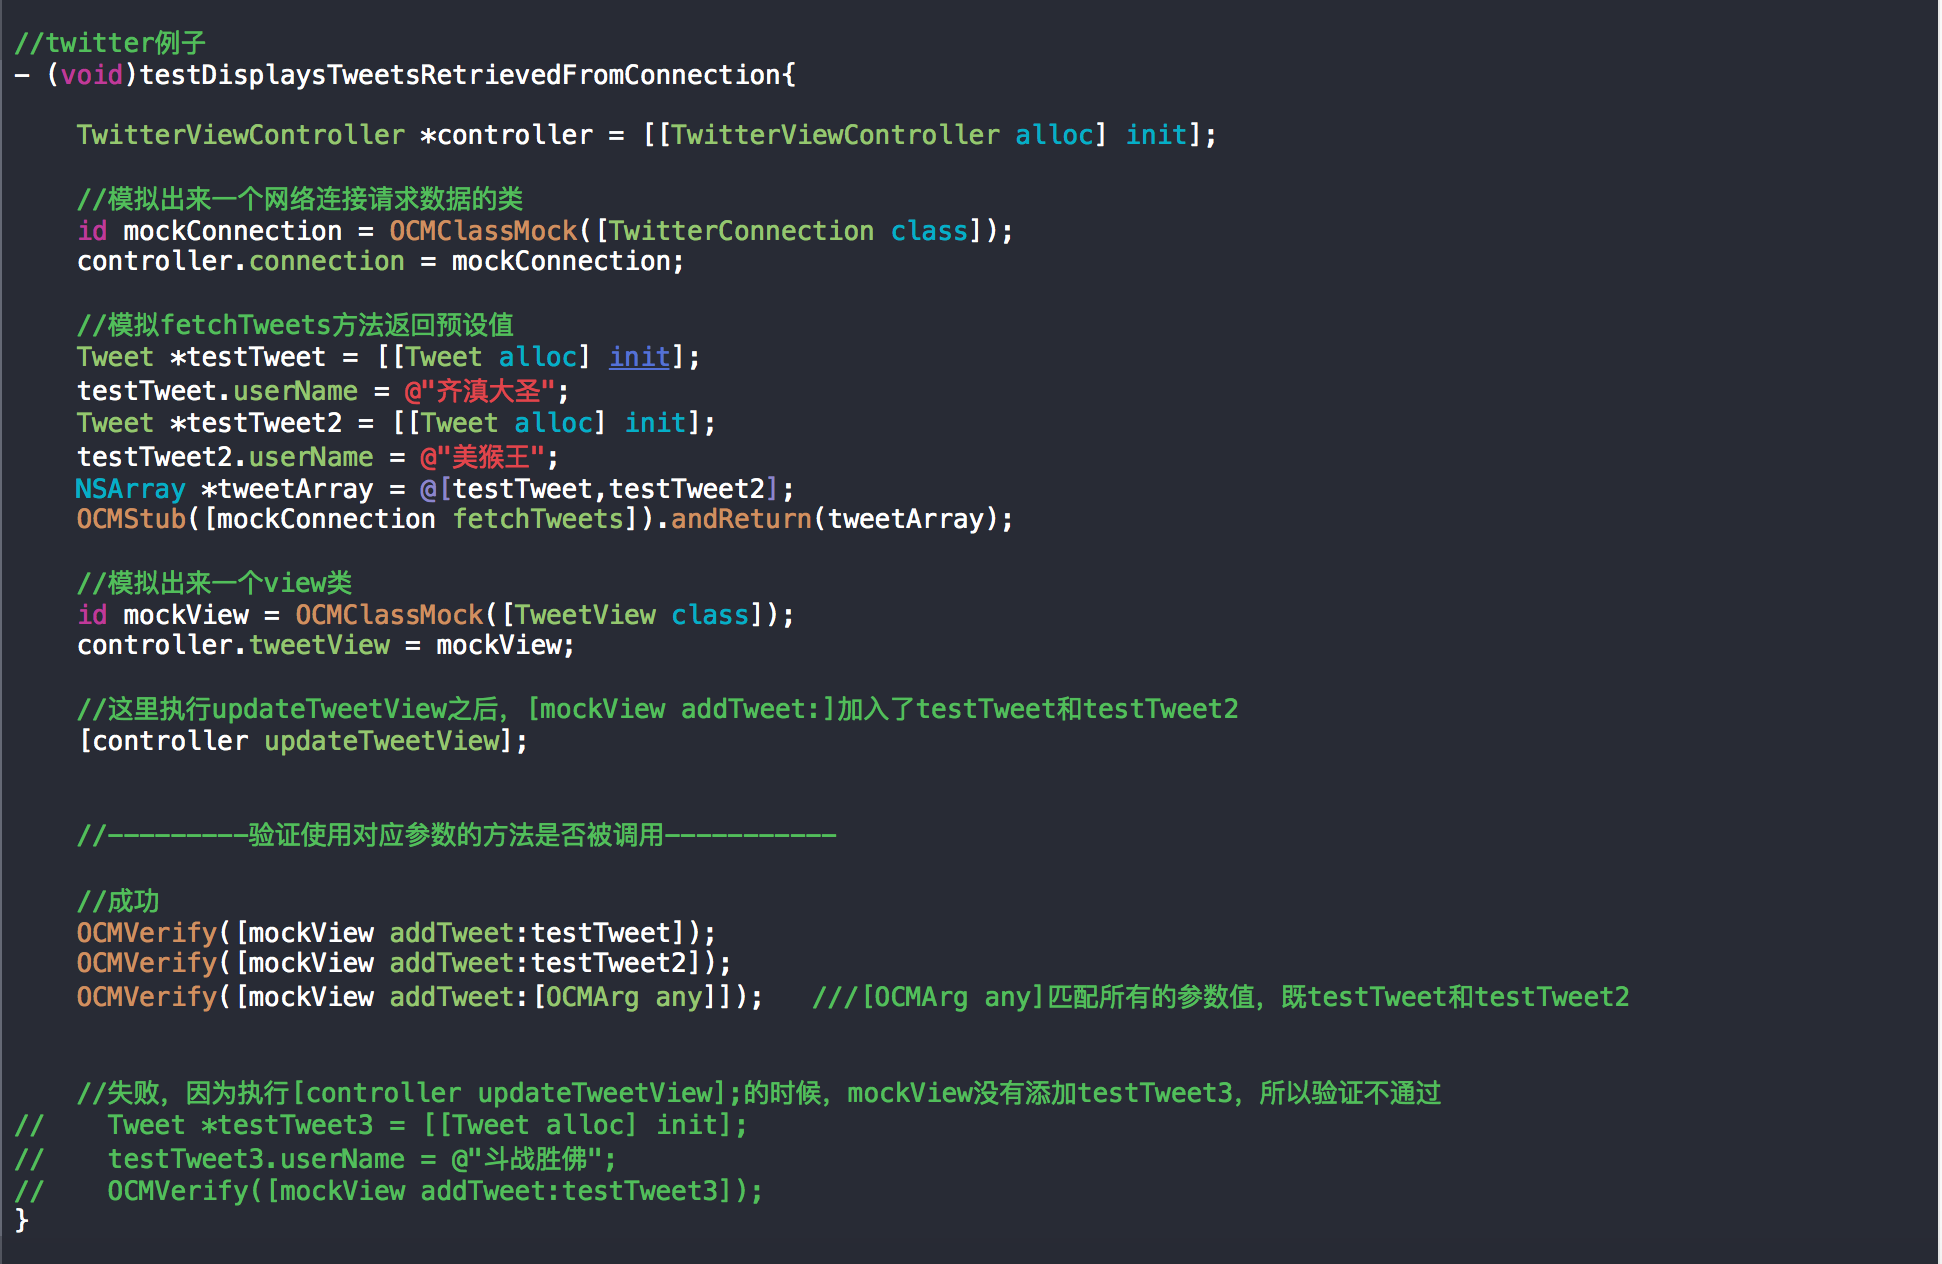 //twitter例子
- (void)testDisplaysTweetsRetrievedFromConnection{
TwitterViewController *controller = [[TwitterViewController alloc] init];
//模拟出来一个网络连接请求数据的类
id mockConnection = OCMClassMock([TwitterConnection class]);
controller.connection = mockConnection;
//模拟fetchTweets方法返回预设值
Tweet *testTweet = [[Tweet alloc] init];
testTweet.userName = @"齐滇大圣";
Tweet *testTweet2 = [[Tweet alloc] init];
testTweet2.userName = @"美猴王";
NSArray *tweetArray = @[testTweet,testTweet2];
OCMStub([mockConnection fetchTweets]).andReturn(tweetArray);
//模拟出来一个view类
id mockView = OCMClassMock([TweetView class]);
controller.tweetView = mockView;
//这里执行updateTweetView之后，[mockView addTweet:]加入了testTweet和testTweet2
[controller updateTweetView];
//---------验证使用对应参数的方法是否被调用-----------
//成功
OCMVerify([mockView addTweet:testTweet]);
OCMVerify([mockView addTweet:testTweet2]);
OCMVerify([mockView addTweet:[OCMArg any]]);   ///[OCMArg any]匹配所有的参数值，既testTweet和testTweet2
//失败，因为执行[controller updateTweetView];的时候，mockView没有添加testTweet3，所以验证不通过
//    Tweet *testTweet3 = [[Tweet alloc] init];
//    testTweet3.userName = @"斗战胜佛";
//    OCMVerify([mockView addTweet:testTweet3]);
}